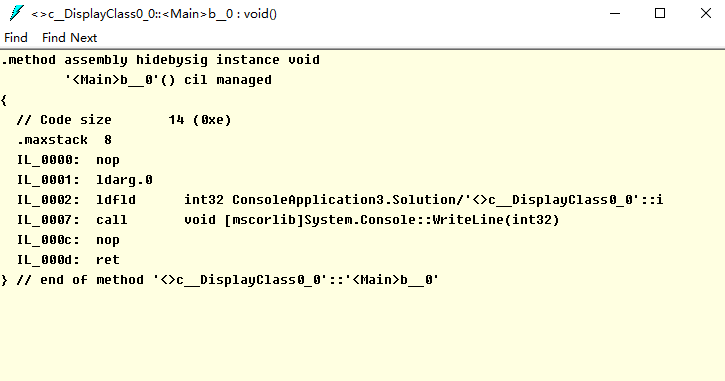 <>c__DisplayClass0_0::<Main>b__0 : void()
Find Find Next
.method assembly hidebysig instance void
        '<Main>b__0'() cil managed
{
  // Code size       14 (0xe)
  .maxstack  8
  IL_0000:  nop
  IL_0001:  ldarg.0
  IL_0002:  ldfld      int32 ConsoleApplication3.Solution/'<>c__DisplayClass0_0'::i
  IL_0007:  call       void [mscorlib]System.Console::WriteLine(int32)
  IL_000c:  nop
  IL_000d:  ret
} // end of method '<>c__DisplayClass0_0'::'<Main>b__0'